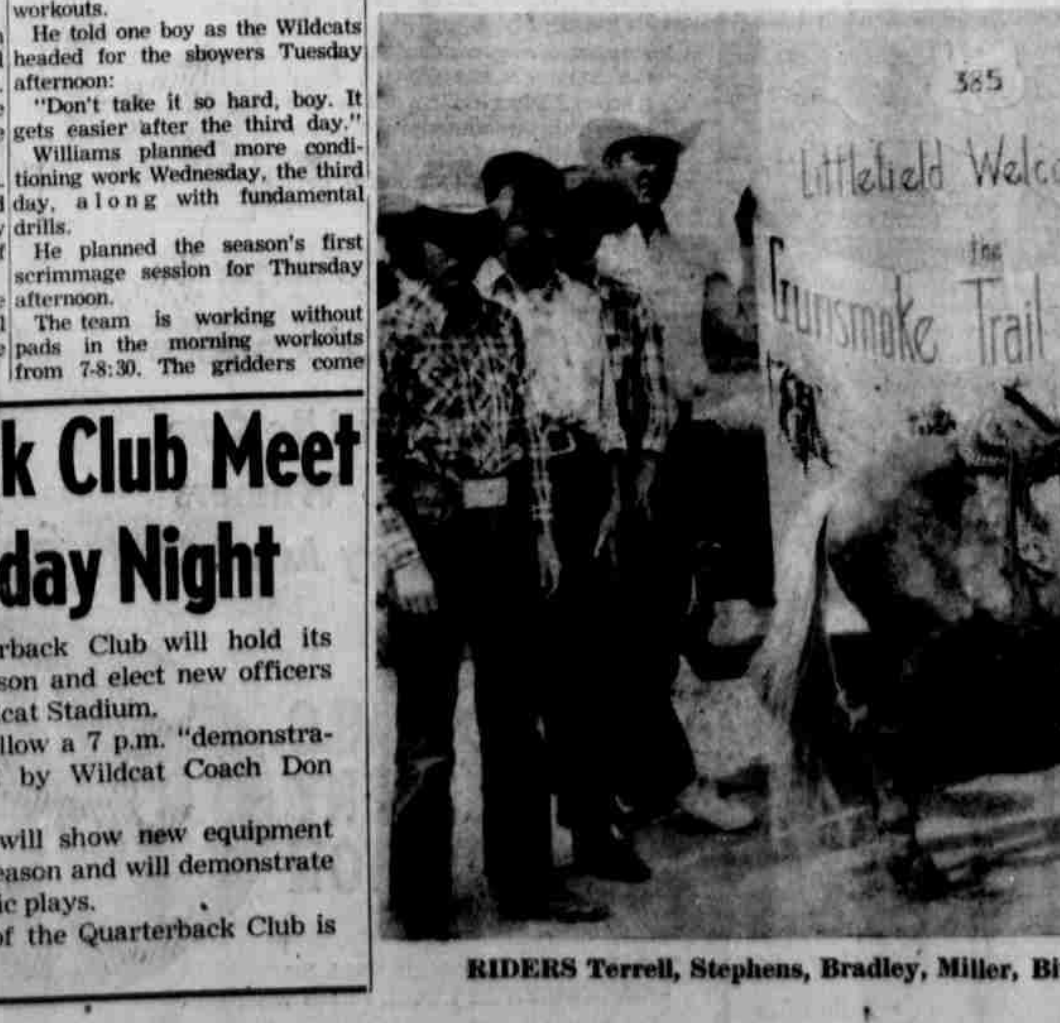 workouts.
He told one boy as the Wildcats
headed for the showers Tuesday
afternoon:
"Don't take it so hard, boy. It
gets easier after the third day."
Williams planned more condi-
tioning work Wednesday, the third
day, along with fundamental
drills.
He planned the season's first
scrimmage session for Thursday
afternoon.
The team is working without
pads in the morning workouts
from 7-8:30. The gridders come
k Club Meet
day Night
rback Club will hold its
son and elect new officers
cat Stadium.
llow a 7 p.m. "demonstra-
by Wildcat Coach Don
will show new equipment
eason and will demonstrate
ic plays.
of the Quarterback Club is
385
Littlefield Welco
the
Gunsmoke Trail
RIDERS Terrell, Stephens, Bradley, Miller, Bi